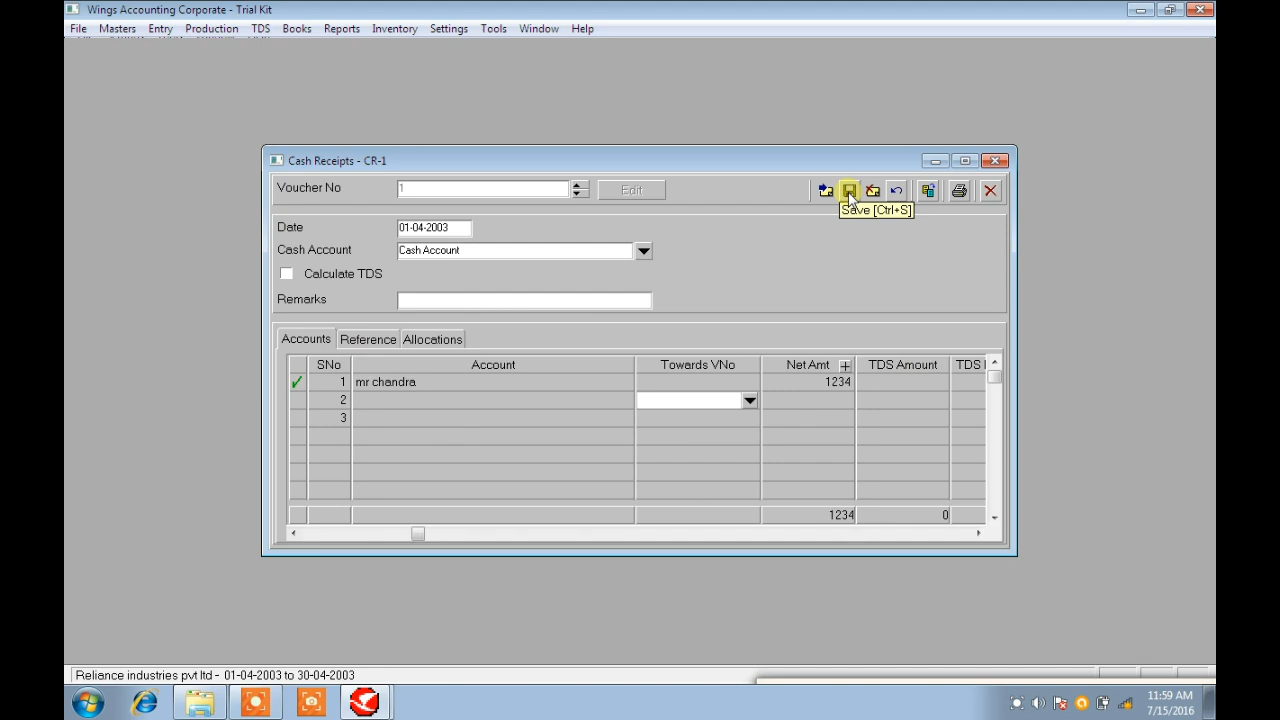 Wings Accounting Corporate - Trial Kit
File Masters Entry Production TDS Books Reports Inventory Settings Tools Window Help
Cash Receipts - CR-1
Voucher No 1 Edit
Save [Ctrl+S]
Date 01-04-2003
Cash Account Cash Account
Calculate TDS
Remarks
Accounts Reference Allocations
SNo Account Towards VNo Net Amt TDS Amount TDS
1 mr chandra 1234
2
3
1234 0
Reliance industries pvt ltd - 01-04-2003 to 30-04-2003
11:59 AM
7/15/2016